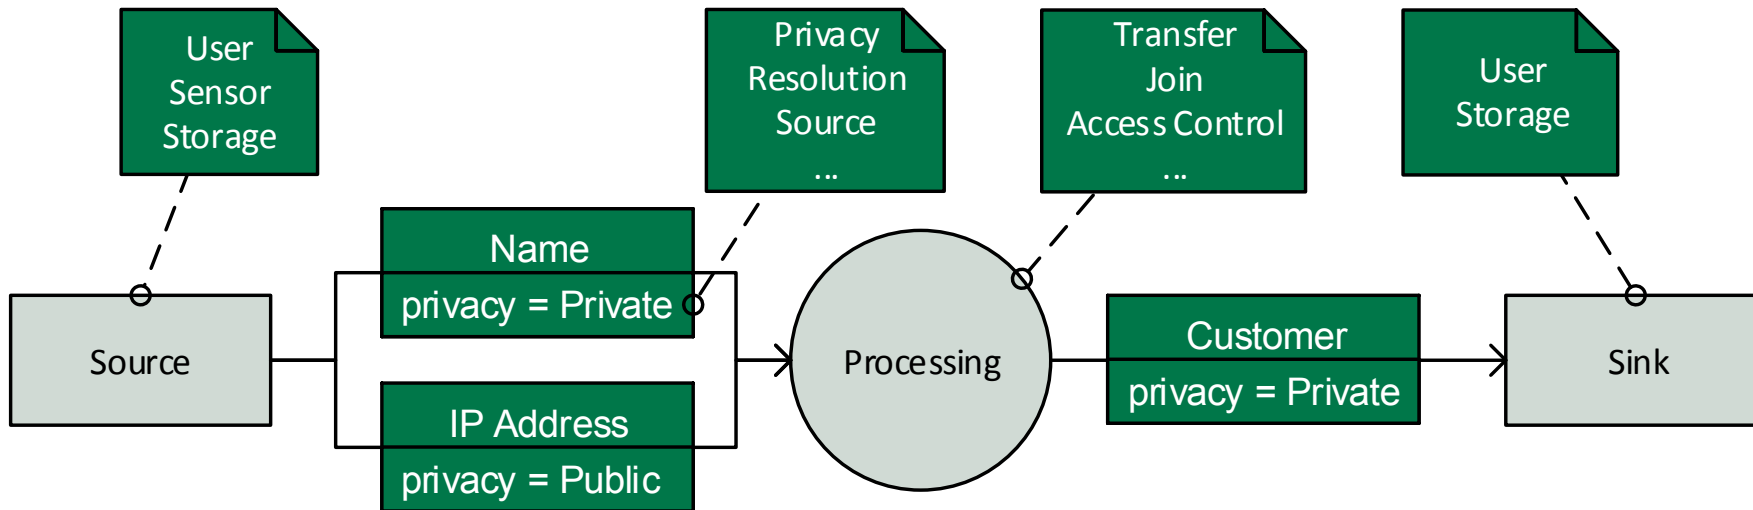 User
Sensor
Storage
Privacy
Resolution
Source
...
Transfer
Join
Access Control
...
User
Storage
Source
Name
privacy = Private
IP Address
privacy = Public
Processing
Customer
privacy = Private
Sink